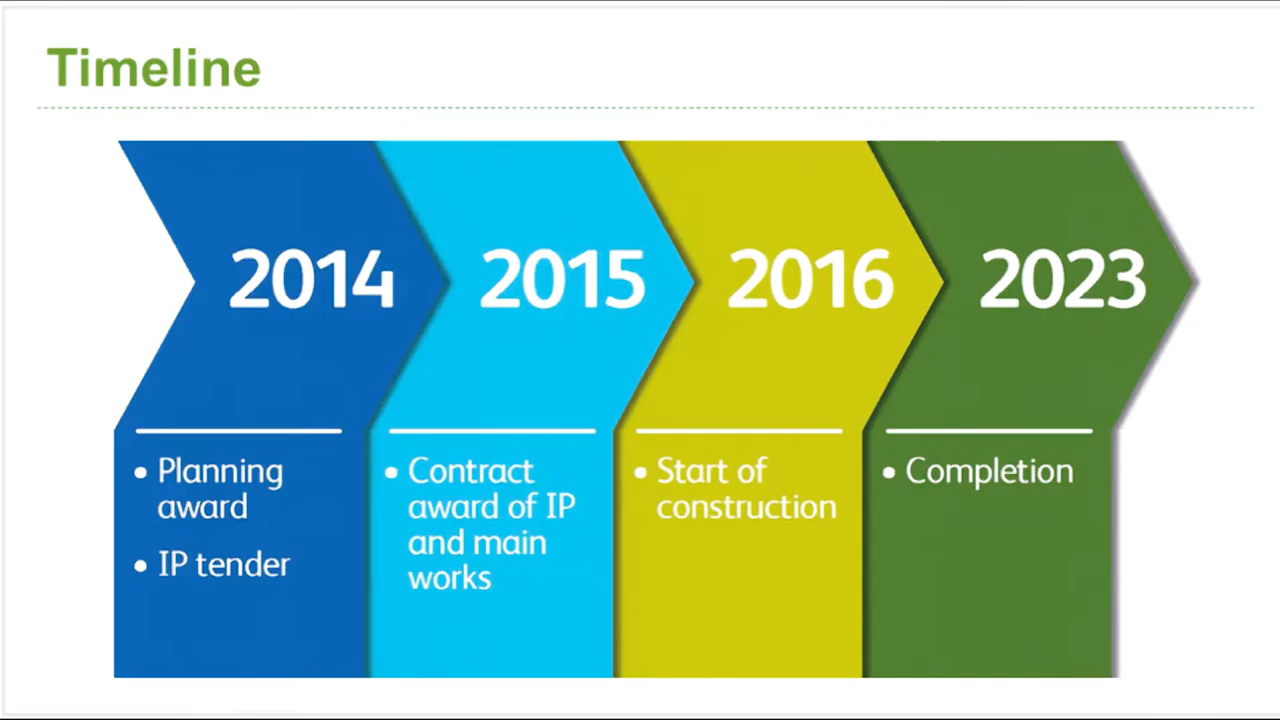 Timeline
2014
2015
2016
2023
• Planning
award
• IP tender
• Contract
award of IP
and main
works
• Start of
construction
• Completion